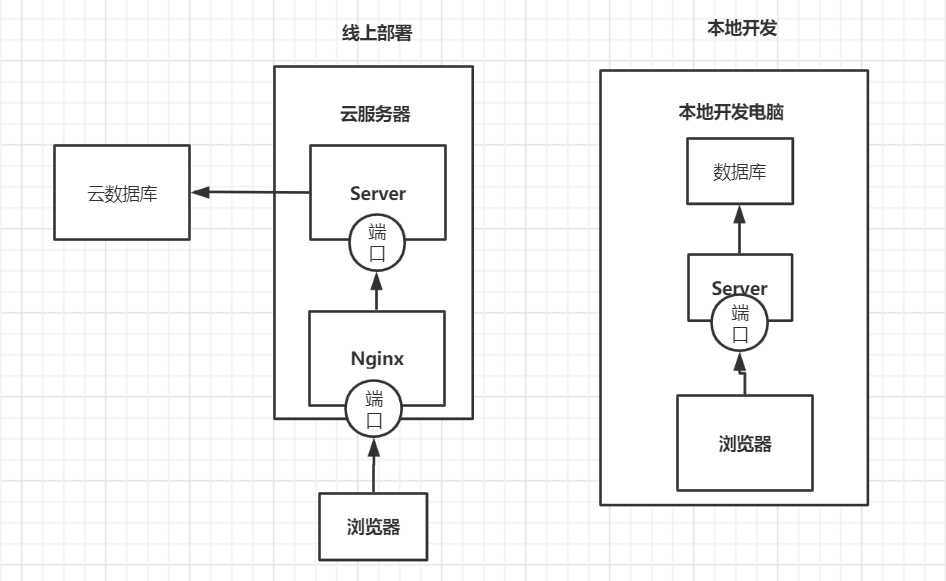 线上部署
云服务器
云数据库
Server
端
口
Nginx
端
口
浏览器
本地开发
本地开发电脑
数据库
Server
端
口
浏览器